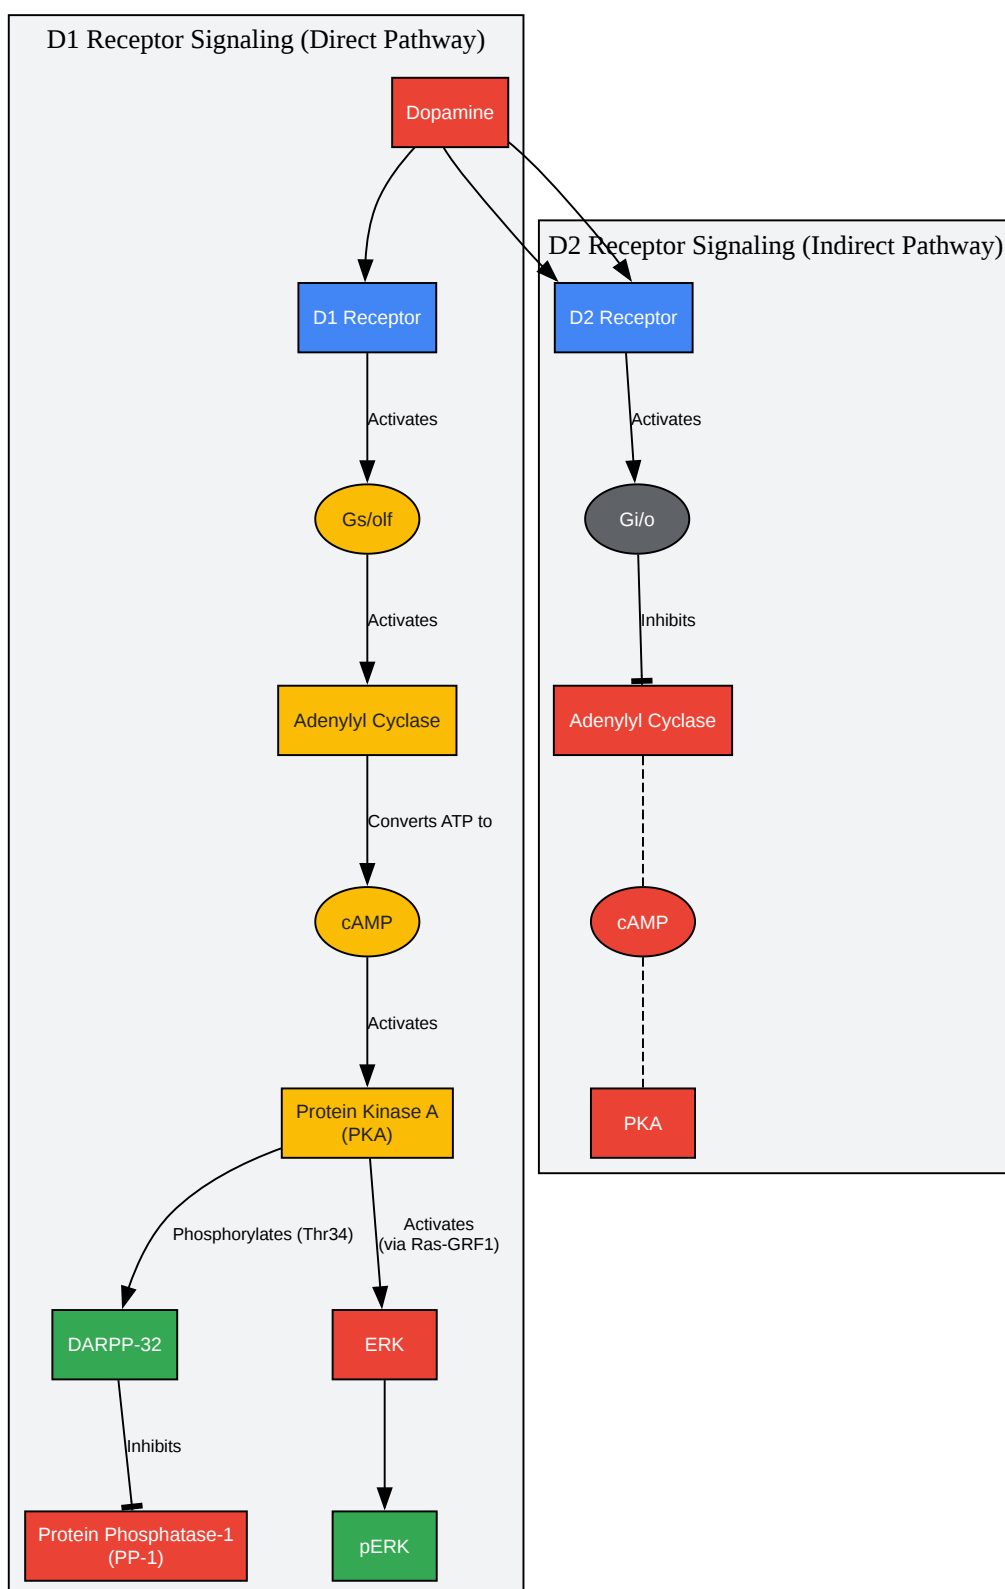 D1 Receptor Signaling (Direct Pathway)
Dopamine
D1 Receptor
Activates
Gs/olf
Activates
Adenylyl Cyclase
Converts ATP to
cAMP
Activates
Protein Kinase A
(PKA)
Phosphorylates (Thr34)
Activates
(via Ras-GRF1)
DARPP-32
ERK
Inhibits
Protein Phosphatase-1
(PP-1)
pERK
D2 Receptor Signaling (Indirect Pathway)
D2 Receptor
Activates
Gi/o
Inhibits
Adenylyl Cyclase
cAMP
PKA